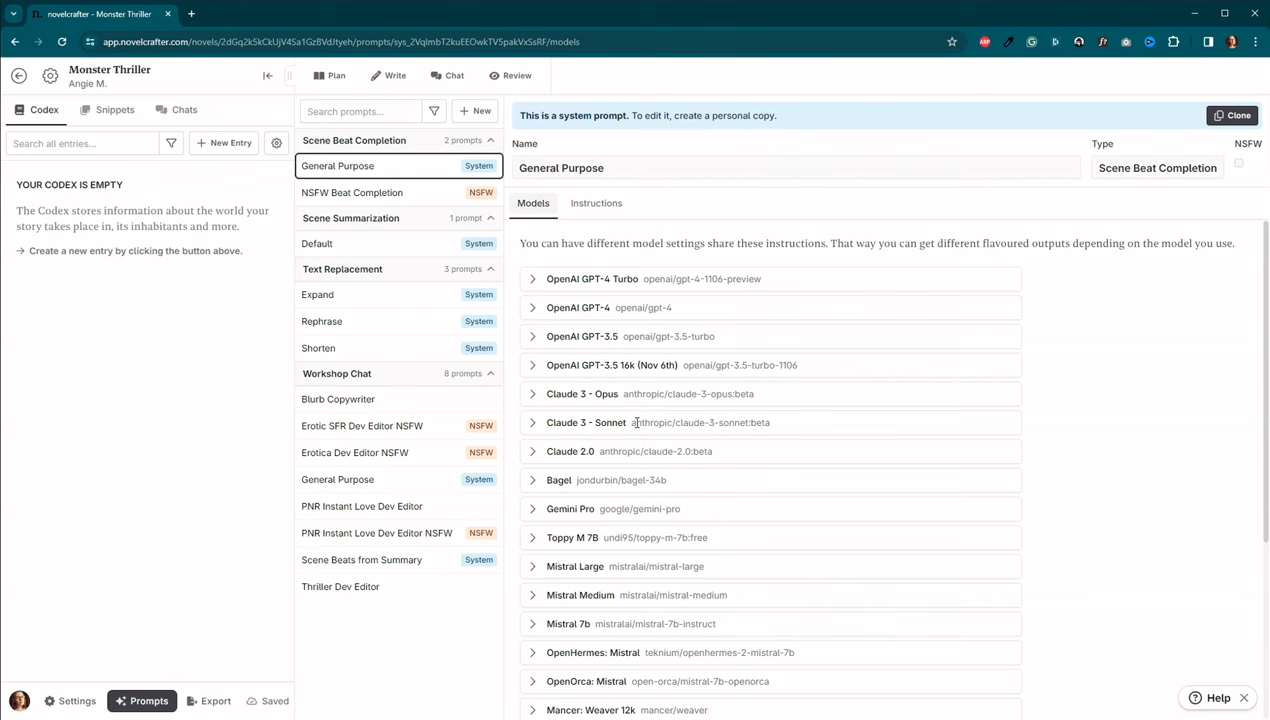 novelcrafter - Monster Thriller
app.novelcrafter.com/novels/2dGq2k5kCkUjV4Sa1GzBVdJtyeh/prompts/sys_2VqlmbT2kuEEOwkTV5pakVxSsRF/models
Monster Thriller
Angie M.
Plan
Write
Chat
Review
Codex
Snippets
Chats
Search all entries...
New Entry
YOUR CODEX IS EMPTY
The Codex stores information about the world your
story takes place in, its inhabitants and more.
→ Create a new entry by clicking the button above.
Settings
Prompts
Export
Saved
Search prompts...
New
Scene Beat Completion 2 prompts
General Purpose System
NSFW Beat Completion NSFW
Scene Summarization 1 prompt
Default System
Text Replacement 3 prompts
Expand System
Rephrase System
Shorten System
Workshop Chat 8 prompts
Blurb Copywriter
Erotic SFR Dev Editor NSFW NSFW
Erotica Dev Editor NSFW NSFW
General Purpose System
PNR Instant Love Dev Editor
PNR Instant Love Dev Editor NSFW NSFW
Scene Beats from Summary System
Thriller Dev Editor
This is a system prompt. To edit it, create a personal copy.
Clone
Name
Type
NSFW
General Purpose
Scene Beat Completion
Models
Instructions
You can have different model settings share these instructions. That way you can get different flavoured outputs depending on the model you use.
OpenAI GPT-4 Turbo openai/gpt-4-1106-preview
OpenAI GPT-4 openai/gpt-4
OpenAI GPT-3.5 openai/gpt-3.5-turbo
OpenAI GPT-3.5 16k (Nov 6th) openai/gpt-3.5-turbo-1106
Claude 3 - Opus anthropic/claude-3-opus:beta
Claude 3 - Sonnet anthropic/claude-3-sonnet:beta
Claude 2.0 anthropic/claude-2.0:beta
Bagel jondurbin/bagel-34b
Gemini Pro google/gemini-pro
Toppy M 7B undi95/toppy-m-7b:free
Mistral Large mistralai/mistral-large
Mistral Medium mistralai/mistral-medium
Mistral 7b mistralai/mistral-7b-instruct
OpenHermes: Mistral teknium/openhermes-2-mistral-7b
OpenOrca: Mistral open-orca/mistral-7b-openorca
Mancer: Weaver 12k mancer/weaver
Help